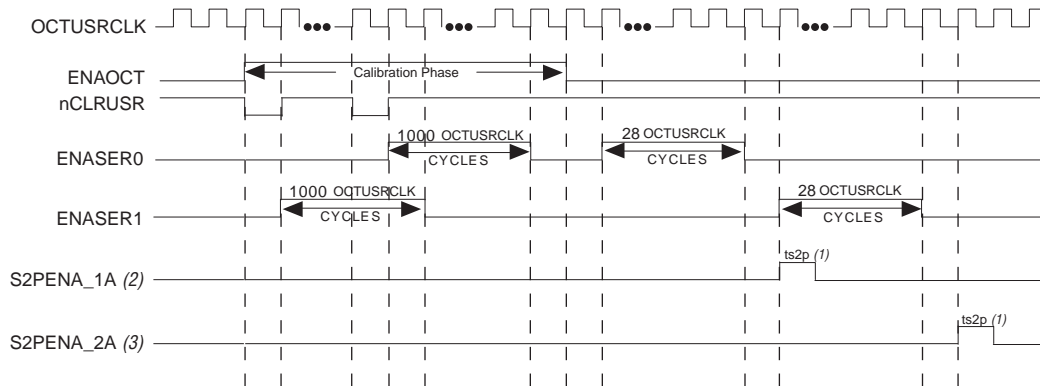 OCTUSRCLK
ENAOCT
Calibration Phase
nCLRUSR
1000 OCTUSRCLK
28 OCTUSRCLK
ENASER0
CYCLES
CYCLES
1000 OCTUSRCLK
28 OCTUSRCLK
ENASER1
CYCLES
CYCLES
ts2p (1)
S2PENA_1A (2)
ts2p (1)
S2PENA_2A (3)